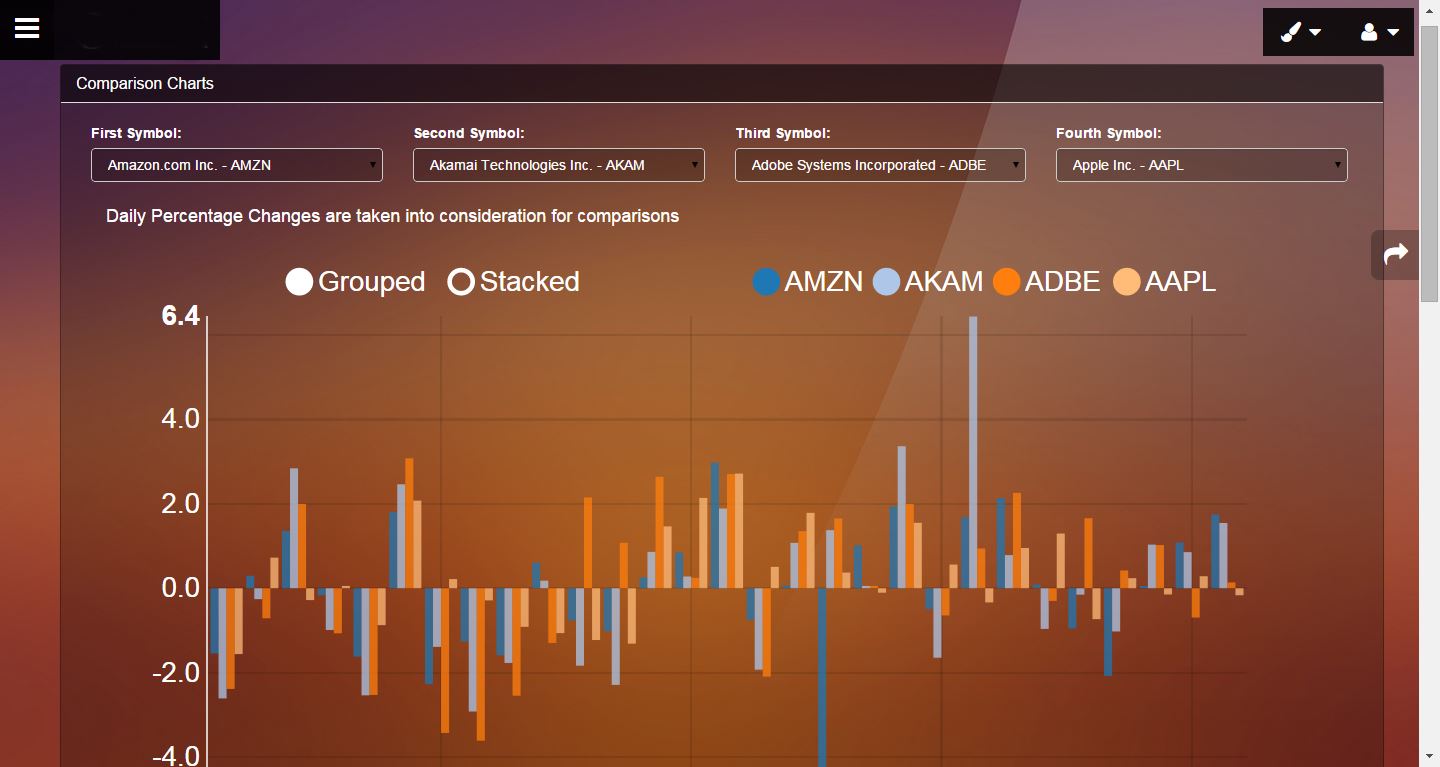 Comparison Charts
First Symbol: Second Symbol: Third Symbol: Fourth Symbol:
Amazon.com Inc. - AMZN Akamai Technologies Inc. - AKAM Adobe Systems Incorporated - ADBE Apple Inc. - AAPL
Daily Percentage Changes are taken into consideration for comparisons
Grouped Stacked AMZN AKAM ADBE AAPL
6.4
4.0
2.0
0.0
-2.0
-4.0